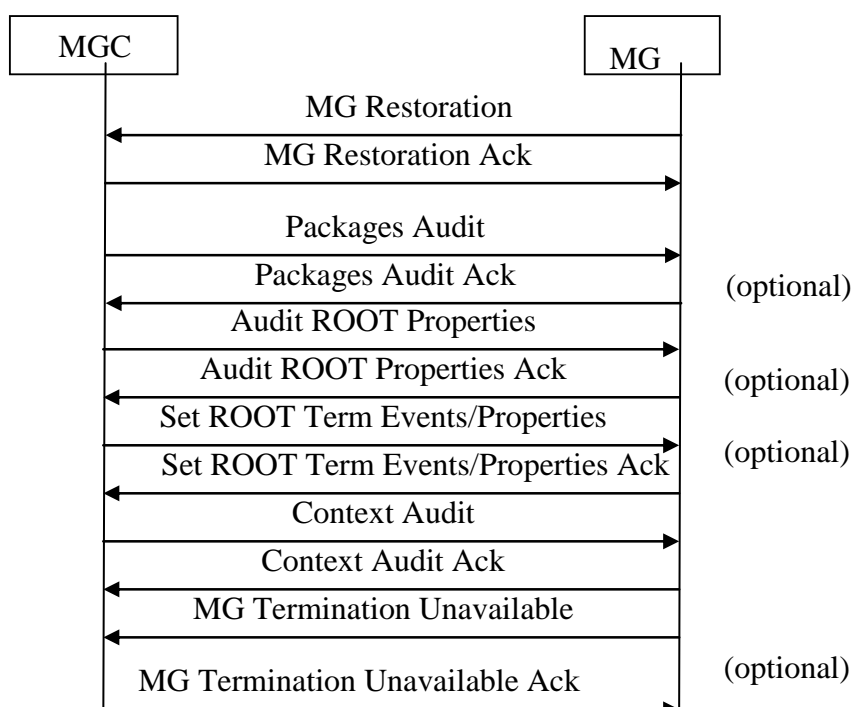 MGC
MG
MG Restoration
MG Restoration Ack
Packages Audit
Packages Audit Ack
(optional)
Audit ROOT Properties
Audit ROOT Properties Ack
(optional)
Set ROOT Term Events/Properties
(optional)
Set ROOT Term Events/Properties Ack
Context Audit
Context Audit Ack
MG Termination Unavailable
(optional)
MG Termination Unavailable Ack